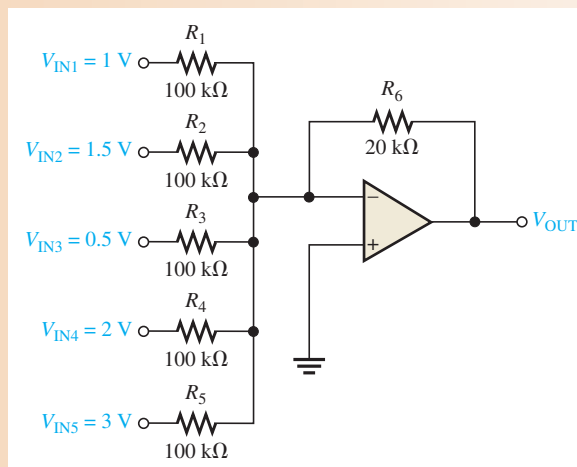 R1
VIN1 = 1 V
100 kΩ
R2
VIN2 = 1.5 V
100 kΩ
R3
VIN3 = 0.5 V
100 kΩ
R4
VIN4 = 2 V
100 kΩ
R5
VIN5 = 3 V
100 kΩ
R6
20 kΩ
−
+
VOUT